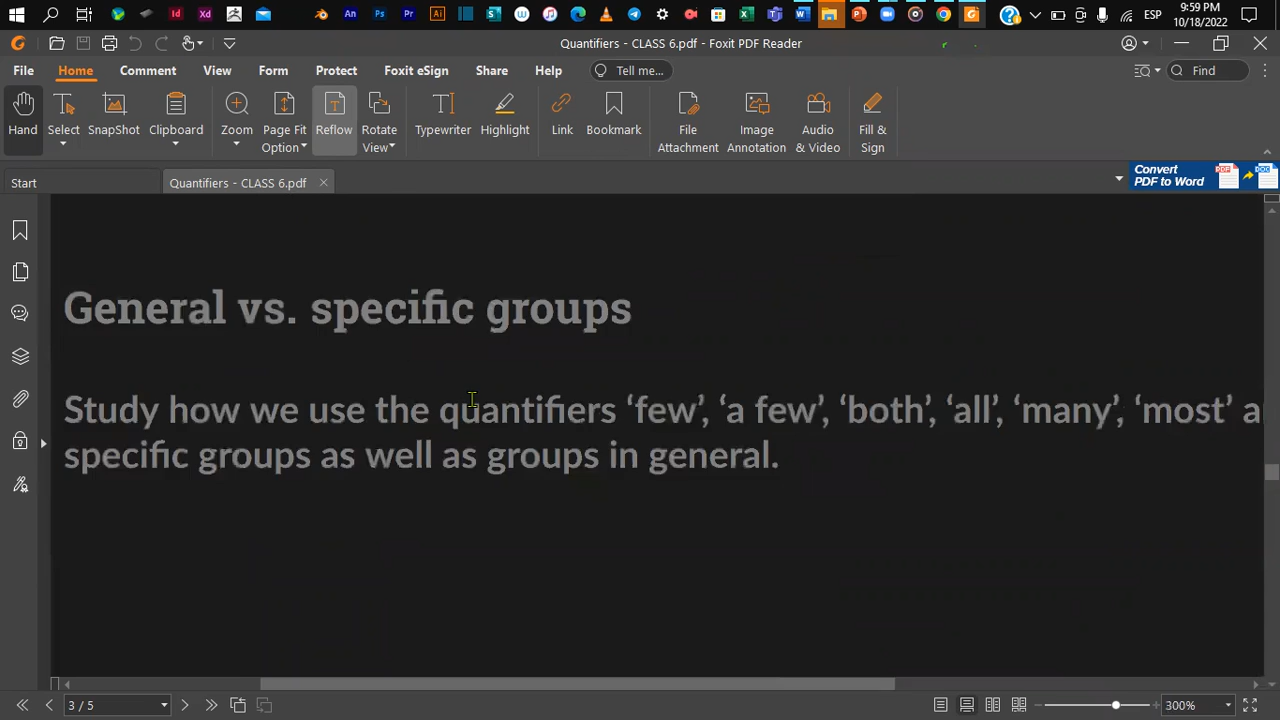 9:59 PM
ESP
10/18/2022
Quantifiers - CLASS 6.pdf - Foxit PDF Reader
File Home Comment View Form Protect Foxit eSign Share Help Tell me... Find
Hand Select SnapShot Clipboard Zoom Page Fit Option Reflow Rotate View Typewriter Highlight Link Bookmark File Attachment Image Annotation Audio & Video Fill & Sign
Start Quantifiers - CLASS 6.pdf
Convert
PDF to Word
General vs. specific groups
Study how we use the quantifiers ‘few’, ‘a few’, ‘both’, ‘all’, ‘many’, ‘most’
specific groups as well as groups in general.
3 / 5
300%